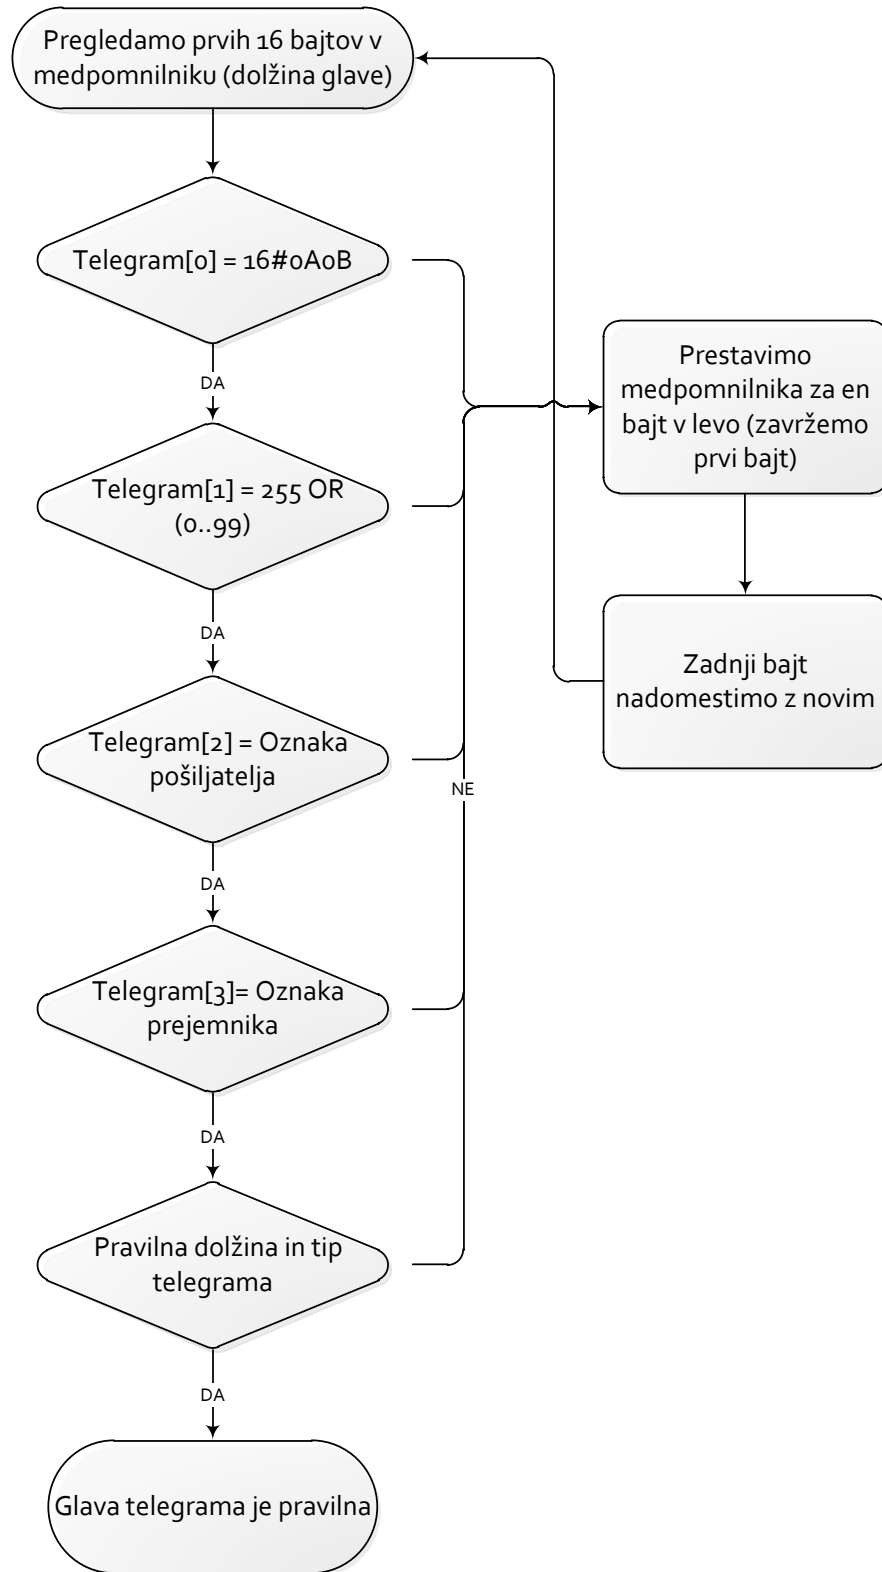 Pregledamo prvih 16 bajtov v
medpomnilniku (dolžina glave)
Telegram[0] = 16#0A0B
DA
Telegram[1] = 255 OR
(0..99)
DA
Telegram[2] = Oznaka
pošiljatelja
DA
Telegram[3]= Oznaka
prejemnika
DA
Pravilna dolžina in tip
telegrama
DA
Glava telegrama je pravilna
NE
Prestavimo
medpomnilnika za en
bajt v levo (zavržemo
prvi bajt)
Zadnji bajt
nadomestimo z novim